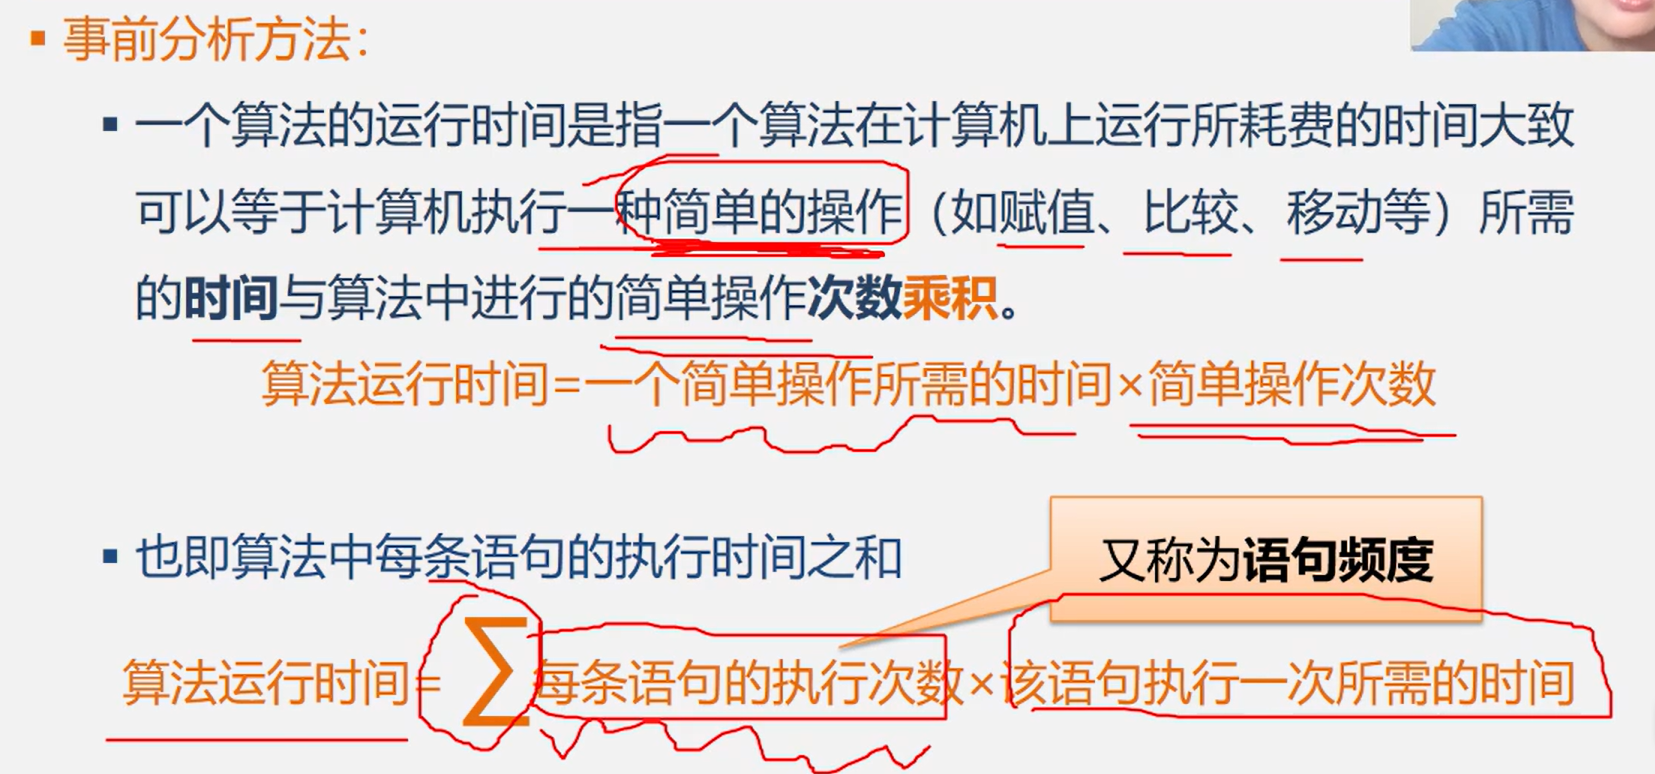 ▪ 事前分析方法：
▪ 一个算法的运行时间是指一个算法在计算机上运行所耗费的时间大致
可以等于计算机执行一种简单的操作（如赋值、比较、移动等）所需
的时间与算法中进行的简单操作次数乘积。
算法运行时间=一个简单操作所需的时间×简单操作次数
▪ 也即算法中每条语句的执行时间之和
又称为语句频度
算法运行时间=∑每条语句的执行次数×该语句执行一次所需的时间